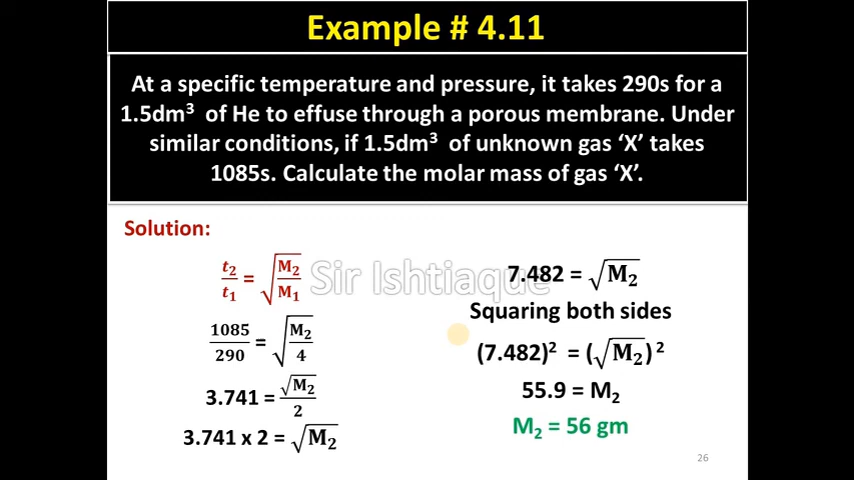 Example # 4.11
At a specific temperature and pressure, it takes 290s for a
1.5dm³ of He to effuse through a porous membrane. Under
similar conditions, if 1.5dm³ of unknown gas ‘X’ takes
1085s. Calculate the molar mass of gas ‘X’.
Solution:
t₂/t₁ = √(M₂/M₁)
1085/290 = √(M₂/4)
3.741 = √M₂/2
3.741 x 2 = √M₂
Sir Ishtiaque
7.482 = √M₂
Squaring both sides
(7.482)² = (√M₂)²
55.9 = M₂
M₂ = 56 gm
26